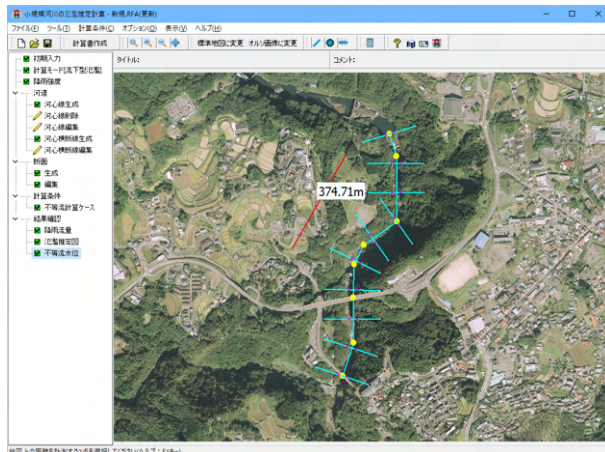 小規模河川の氾濫推定計算 - 新規.RFA(更新)
ファイル(F) ツール(T) 計算条件(C) オプション(O) 表示(V) ヘルプ(H)
計算書作成 標準地図に変更 オルソ画像に変更
タイトル: コメント:
初期入力
計算モード[流下型氾濫]
降雨強度
河道
河心線生成
河心線削除
河心線編集
河心横断線生成
河心横断線編集
断面
生成
編集
計算条件
不等流計算ケース
結果確認
降雨流量
氾濫推定図
不等流水位
374.71m